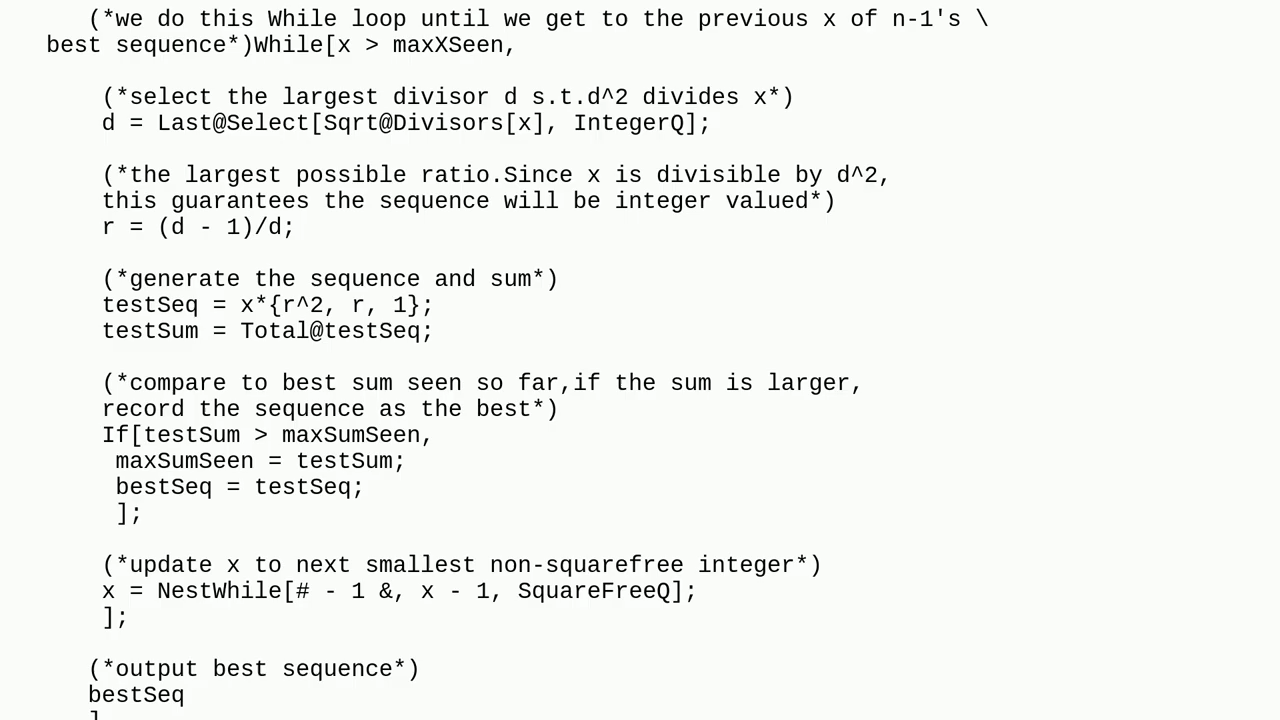 (*we do this While loop until we get to the previous x of n-1's \
best sequence*)While[x > maxXSeen,
(*select the largest divisor d s.t.d^2 divides x*)
d = Last@Select[Sqrt@Divisors[x], IntegerQ];
(*the largest possible ratio.Since x is divisible by d^2,
this guarantees the sequence will be integer valued*)
r = (d - 1)/d;
(*generate the sequence and sum*)
testSeq = x*{r^2, r, 1};
testSum = Total@testSeq;
(*compare to best sum seen so far,if the sum is larger,
record the sequence as the best*)
If[testSum > maxSumSeen,
maxSumSeen = testSum;
bestSeq = testSeq;
];
(*update x to next smallest non-squarefree integer*)
x = NestWhile[# - 1 &, x - 1, SquareFreeQ];
];
(*output best sequence*)
bestSeq
]